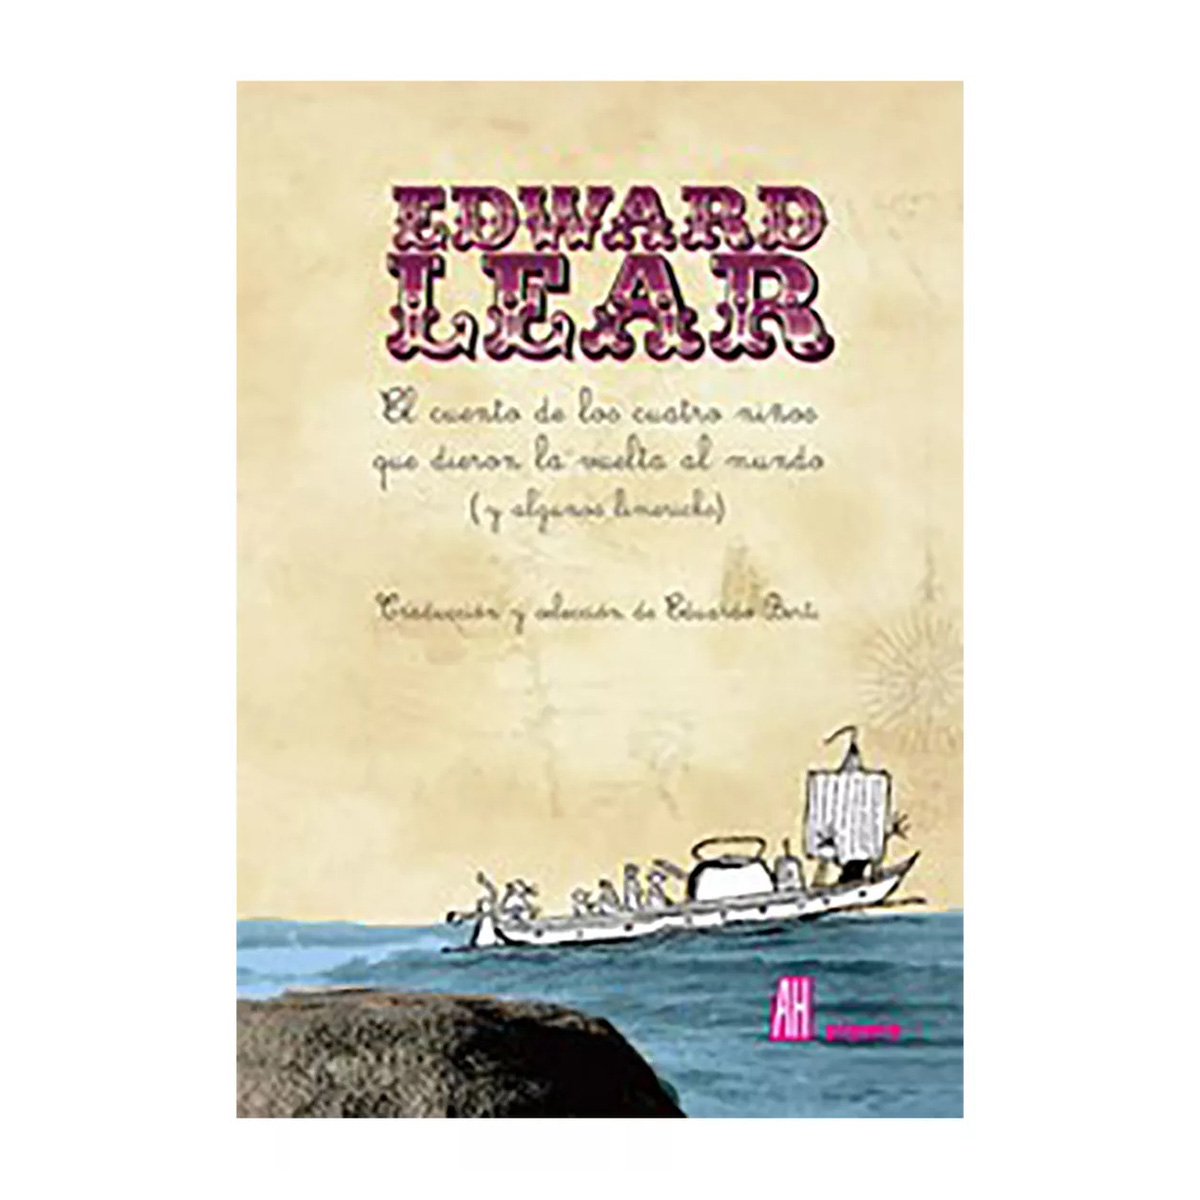 EDWARD
LEAR
El cuento de los cuatro niños
que dieron la vuelta al mundo
(y algunos limericks)
Traducción y selección de Eduardo Berti
AH